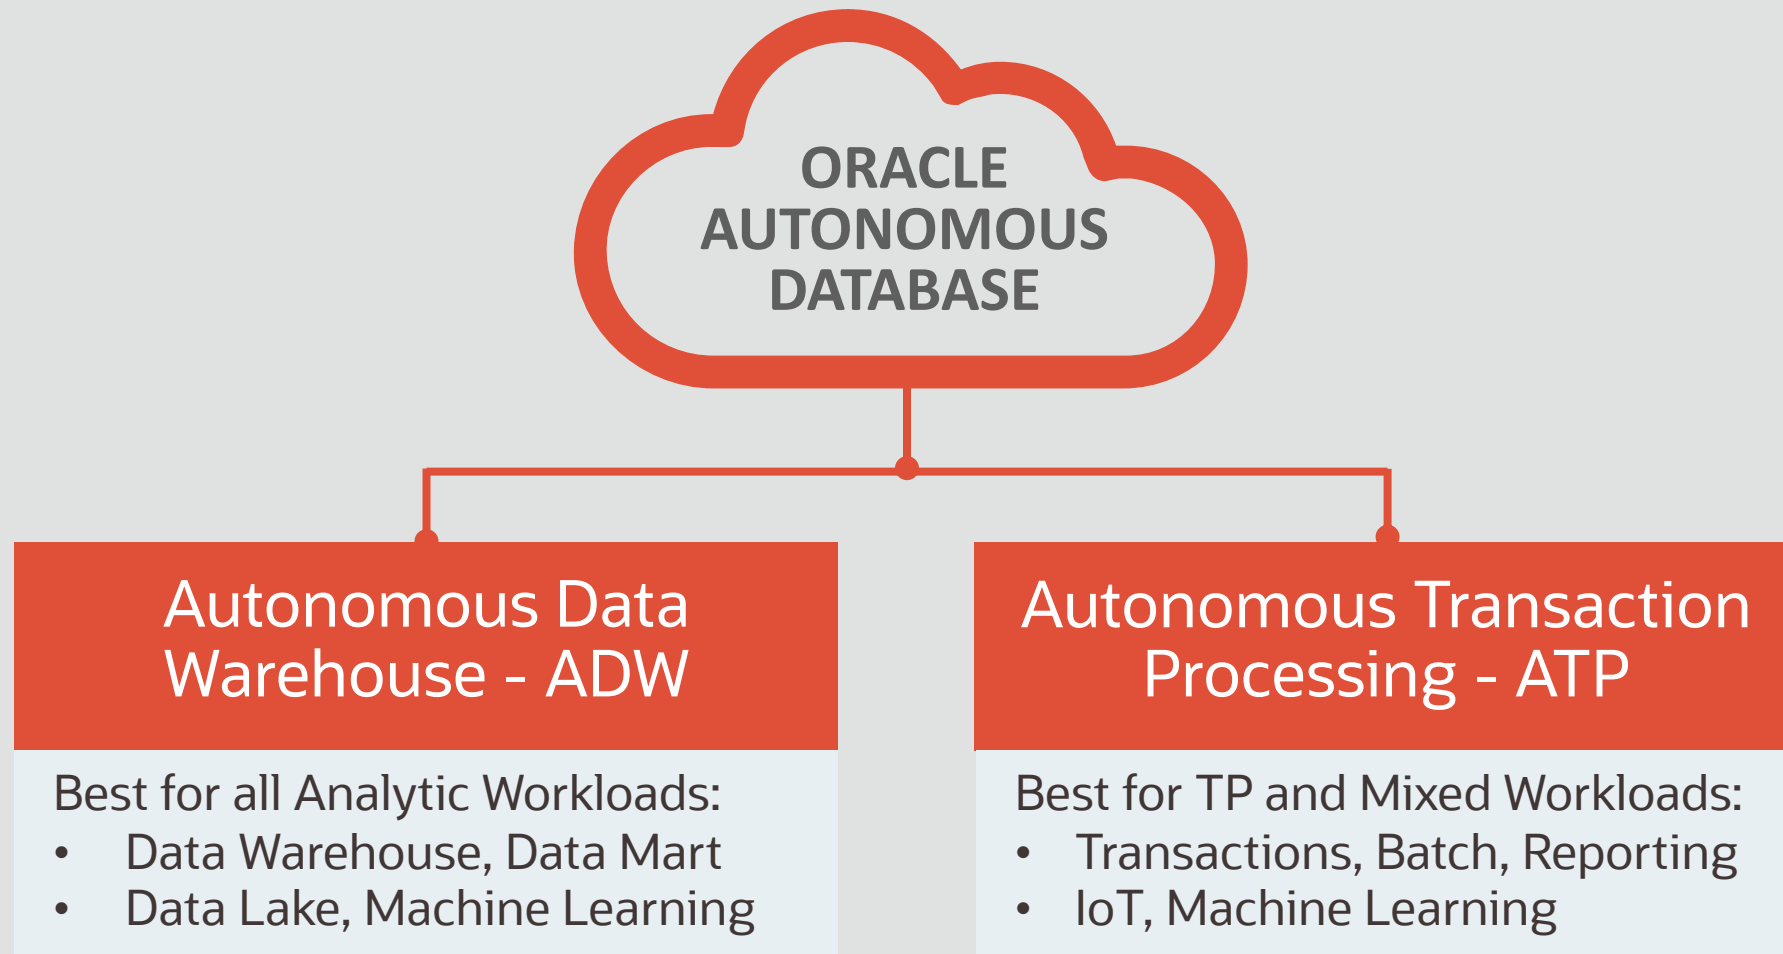 ORACLE
AUTONOMOUS
DATABASE
Autonomous Data
Warehouse - ADW
Best for all Analytic Workloads:
• Data Warehouse, Data Mart
• Data Lake, Machine Learning
Autonomous Transaction
Processing - ATP
Best for TP and Mixed Workloads:
• Transactions, Batch, Reporting
• IoT, Machine Learning